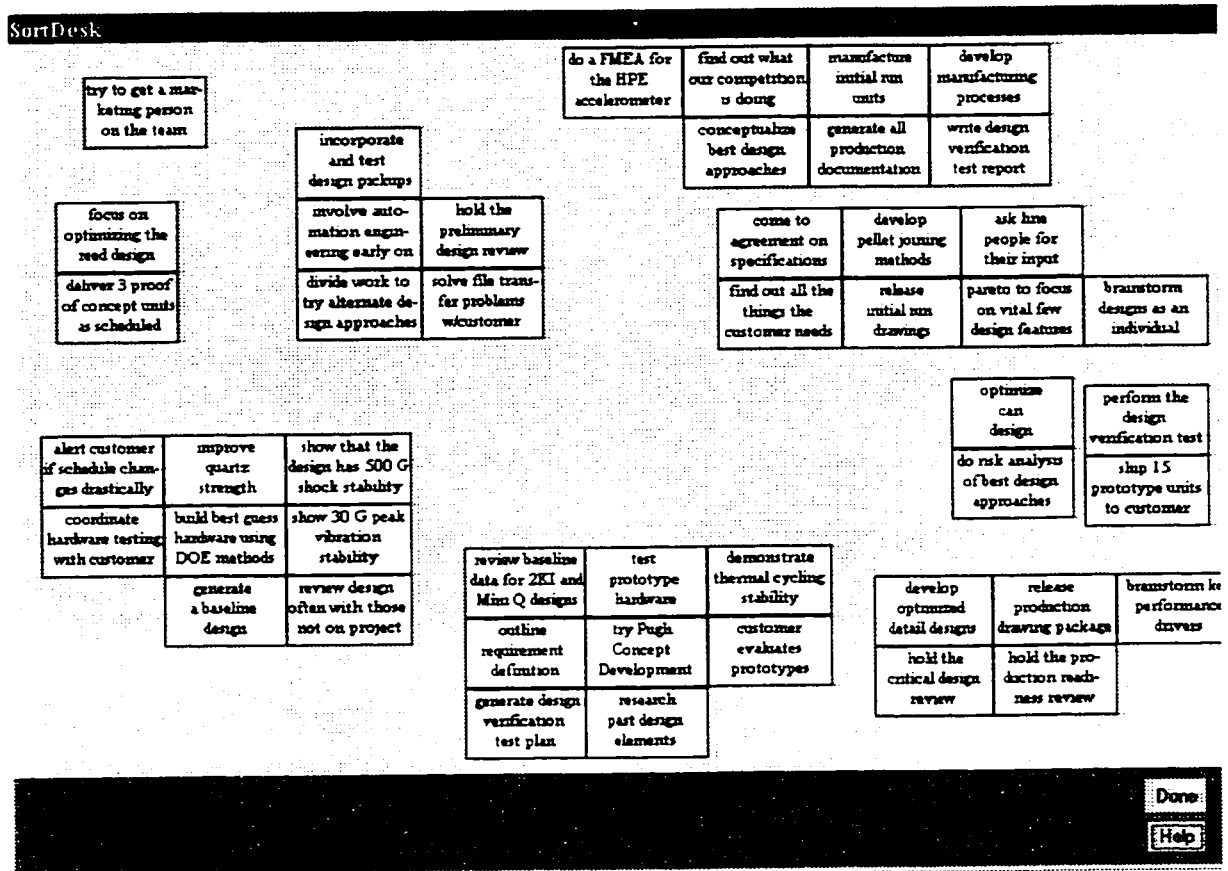 SortDesk
try to get a mar-
keting person
on the team
focus on
optimizing the
reed design
deliver 3 proof
of concept units
as scheduled
incorporate
and test
design pickups
involve auto-
mation engin-
eering early on
hold the
preliminary
design review
divide work to
try alternate de-
sign approaches
solve file trans-
fer problems
w/customer
do a FMEA for
the HPE
accelerometer
find out what
our competition
is doing
manufacture
initial run
units
develop
manufacturing
processes
conceptualize
best design
approaches
generate all
production
documentation
write design
verification
test report
come to
agreement on
specifications
develop
pellet joining
methods
ask line
people for
their input
find out all the
things the
customer needs
release
initial run
drawings
pareto to focus
on vital few
design features
brainstorm
designs as an
individual
optimize
can
design
do risk analysis
of best design
approaches
perform the
design
verification test
ship 15
prototype units
to customer
alert customer
if schedule chan-
ges drastically
improve
quartz
strength
show that the
design has 500 G
shock stability
coordinate
hardware testing
with customer
build best guess
hardware using
DOE methods
show 30 G peak
vibration
stability
generate
a baseline
design
review design
often with those
not on project
review baseline
data for 2KI and
Mini Q designs
test
prototype
hardware
demonstrate
thermal cycling
stability
outline
requirement
definition
try Pugh
Concept
Development
customer
evaluates
prototypes
generate design
verification
test plan
research
past design
elements
develop
optimized
detail designs
release
production
drawing package
brainstorm ke
performance
drivers
hold the
critical design
review
hold the pro-
duction readi-
ness review
Done
Help